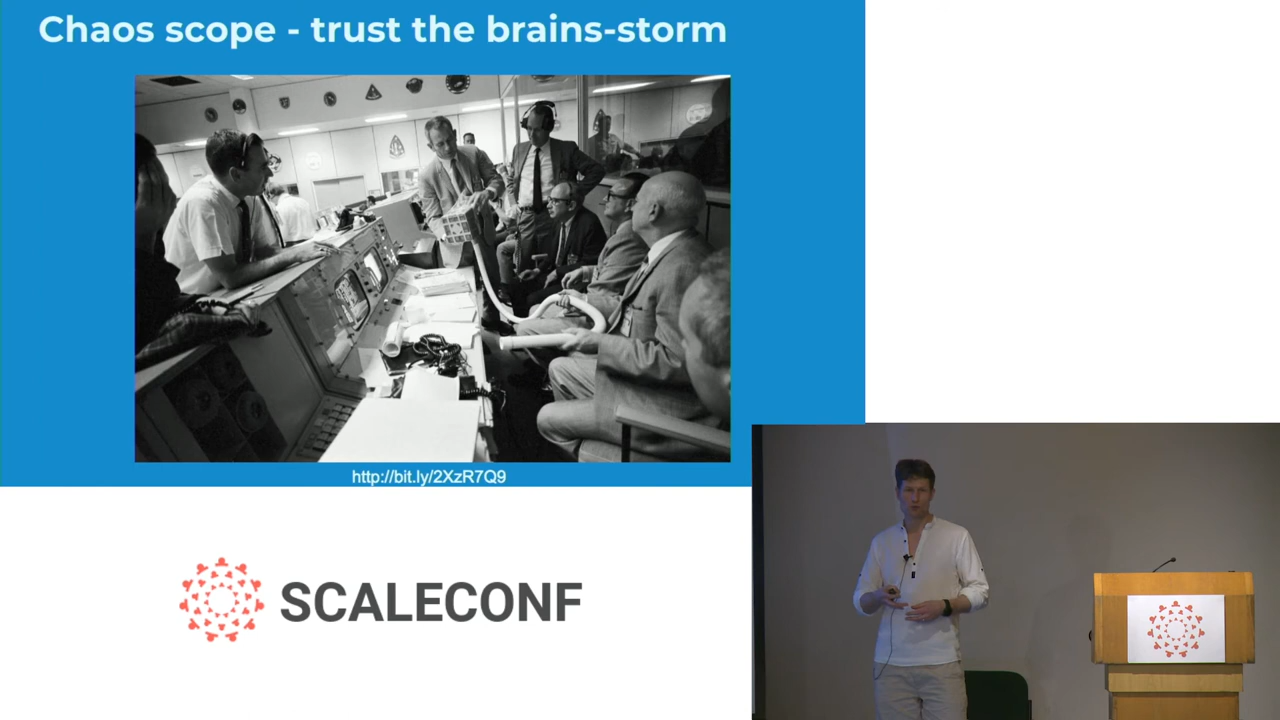 Chaos scope - trust the brains-storm
http://bit.ly/2XzR7Q9
SCALECONF